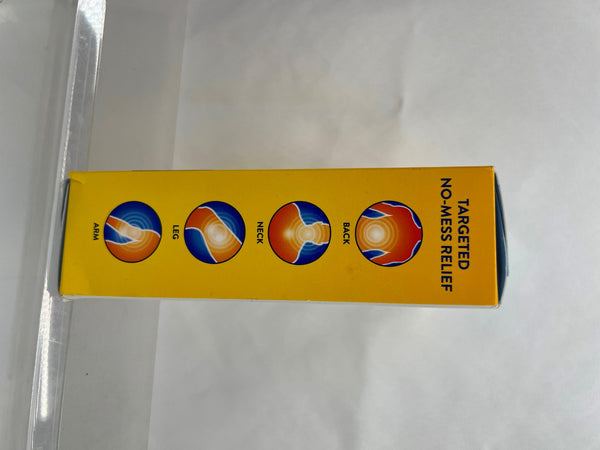 TARGETED
NO-MESS RELIEF
BACK
NECK
LEG
ARM